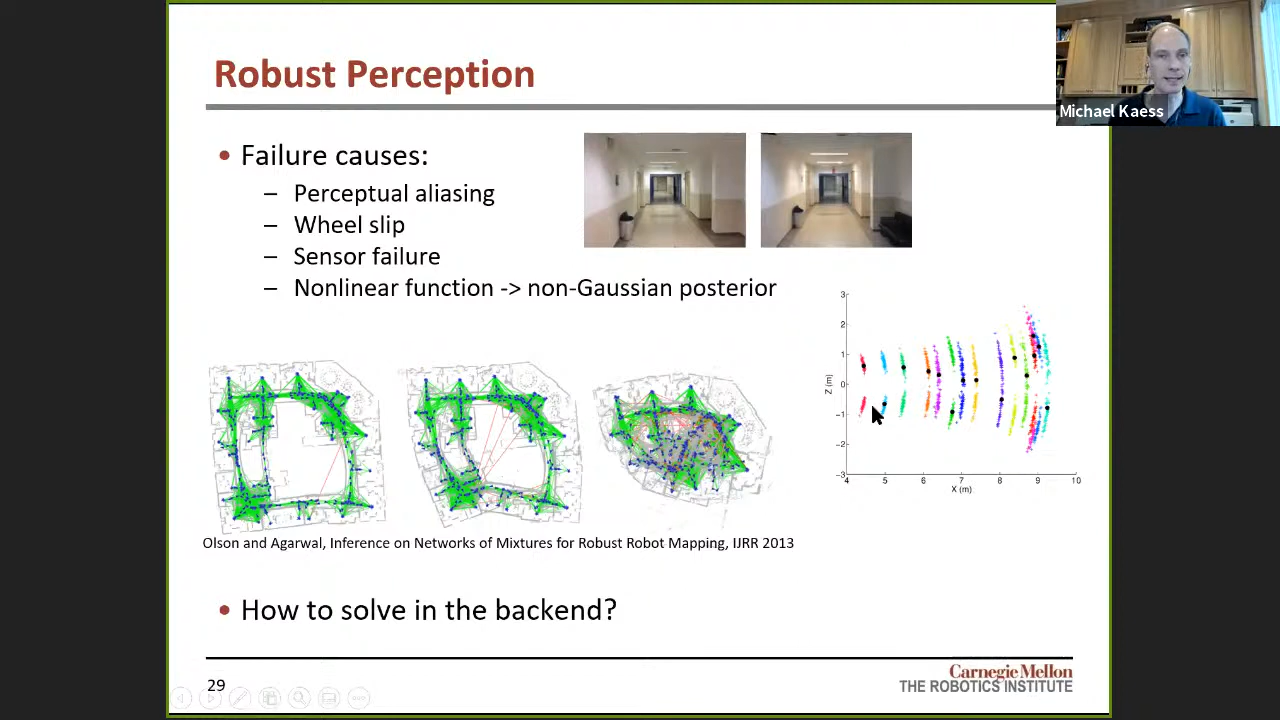 Robust Perception
Michael Kaess
• Failure causes:
– Perceptual aliasing
– Wheel slip
– Sensor failure
– Nonlinear function -> non-Gaussian posterior
3
2
1
0
−1
−2
−3
Z (m)
4 5 6 7 8 9 10
X (m)
Olson and Agarwal, Inference on Networks of Mixtures for Robust Robot Mapping, IJRR 2013
• How to solve in the backend?
29
Carnegie Mellon
THE ROBOTICS INSTITUTE